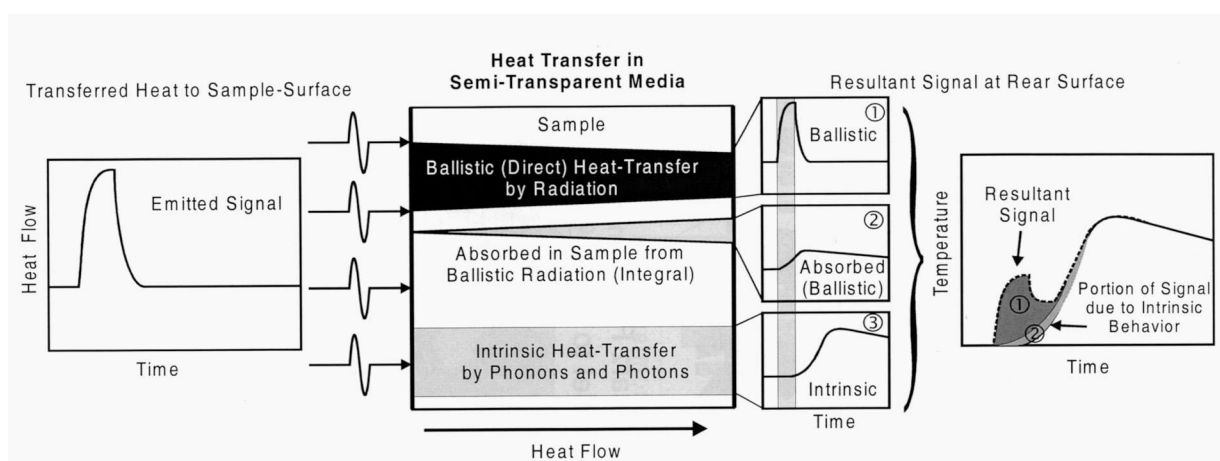 Heat Transfer in
Semi-Transparent Media
Transferred Heat to Sample-Surface
Resultant Signal at Rear Surface
Heat Flow
Emitted Signal
Time
Sample
Ballistic (Direct) Heat-Transfer
by Radiation
Absorbed in Sample from
Ballistic Radiation (Integral)
Intrinsic Heat-Transfer
by Phonons and Photons
Heat Flow
①
Ballistic
②
Absorbed
(Ballistic)
③
Intrinsic
Time
Temperature
Resultant
Signal
①
②
Portion of Signal
due to Intrinsic
Behavior
Time